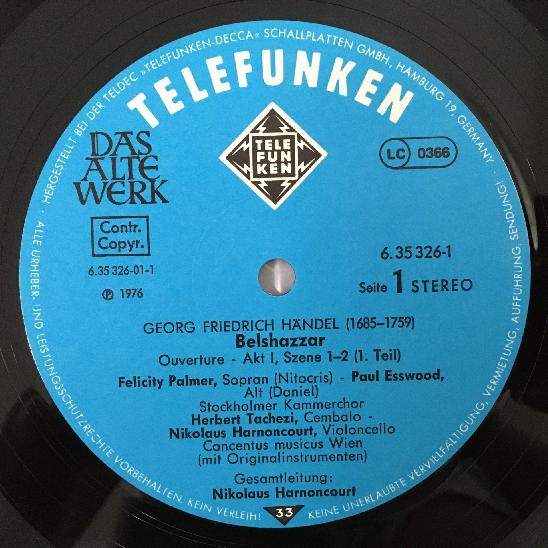 HERGESTELLT BEI DER TELDEC »TELEFUNKEN-DECCA« SCHALLPLATTEN GMBH., HAMBURG 19, GERMANY ·
TELEFUNKEN
DAS
ALTE
WERK
TELE
FUN
KEN
LC 0366
Contr.
Copyr.
6.35 326-01-1
℗ 1976
6.35 326-1
Seite 1 STEREO
GEORG FRIEDRICH HÄNDEL (1685–1759)
Belshazzar
Ouverture - Akt I, Szene 1–2 (1. Teil)
Felicity Palmer, Sopran (Nitocris) - Paul Esswood,
Alt (Daniel)
Stockholmer Kammerchor
Herbert Tachezi, Cembalo -
Nikolaus Harnoncourt, Violoncello
Concentus musicus Wien
(mit Originalinstrumenten)
Gesamtleitung:
Nikolaus Harnoncourt
33
· ALLE URHEBER- UND LEISTUNGSSCHUTZRECHTE VORBEHALTEN. KEIN VERLEIH!
KEINE UNERLAUBTE VERVIELFÄLTIGUNG, VERMIETUNG, AUFFÜHRUNG, SENDUNG!